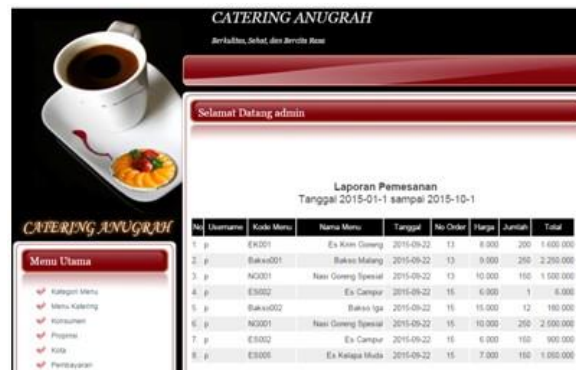 CATERING ANUGRAH
Berkulitas, Sehat, dan Bercita Rasa
CATERING ANUGRAH
Menu Utama
Kategori Menu
Menu Katering
Konsumen
Propinsi
Kota
Pembayaran
Selamat Datang admin
Laporan Pemesanan
Tanggal 2015-01-1 sampai 2015-10-1
No Username Kode Menu Nama Menu Tanggal No Order Harga Jumlah Total
1. p EK001 Es Krim Goreng 2015-09-22 13 8.000 200 1.600.000
2. p Bakso001 Bakso Malang 2015-09-22 13 9.000 250 2.250.000
3. p NG001 Nasi Goreng Spesial 2015-09-22 13 10.000 150 1.500.000
4. p ES002 Es Campur 2015-09-22 15 6.000 1 6.000
5. p Bakso002 Bakso Iga 2015-09-22 15 15.000 12 180.000
6. p NG001 Nasi Goreng Spesial 2015-09-22 15 10.000 250 2.500.000
7. p ES002 Es Campur 2015-09-22 15 6.000 150 900.000
8. p ES005 Es Kelapa Muda 2015-09-22 15 7.000 150 1.050.000